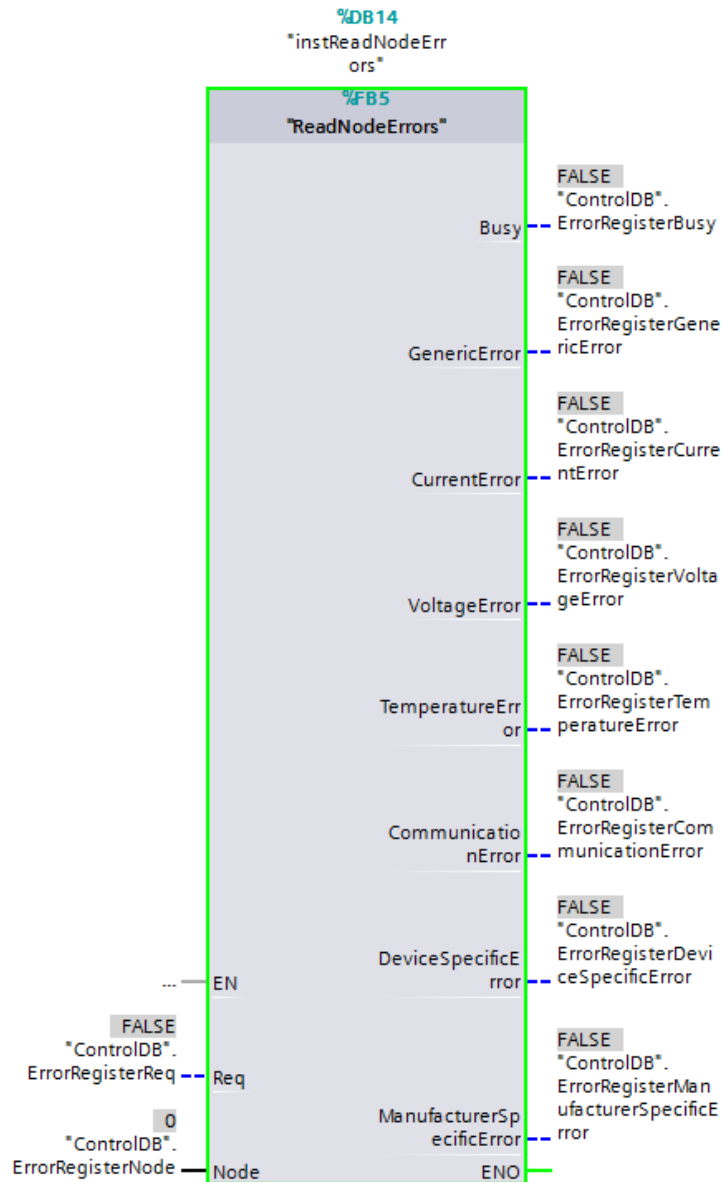 %DB14
"instReadNodeErr
ors"
%FB5
"ReadNodeErrors"
FALSE
"ControlDB".
Busy
ErrorRegisterBusy
FALSE
"ControlDB".
ErrorRegisterGene
GenericError
ricError
FALSE
"ControlDB".
ErrorRegisterCurre
CurrentError
ntError
FALSE
"ControlDB".
ErrorRegisterVolta
VoltageError
geError
FALSE
"ControlDB".
TemperatureErr
or
ErrorRegisterTem
peratureError
FALSE
"ControlDB".
Communicatio
nError
ErrorRegisterCom
municationError
FALSE
"ControlDB".
DeviceSpecificE
rror
ErrorRegisterDevi
ceSpecificError
...
EN
FALSE
"ControlDB".
ErrorRegisterReq
Req
FALSE
"ControlDB".
ManufacturerSp
ecificError
ErrorRegisterMan
ufacturerSpecificE
rror
0
"ControlDB".
ErrorRegisterNode
Node
ENO